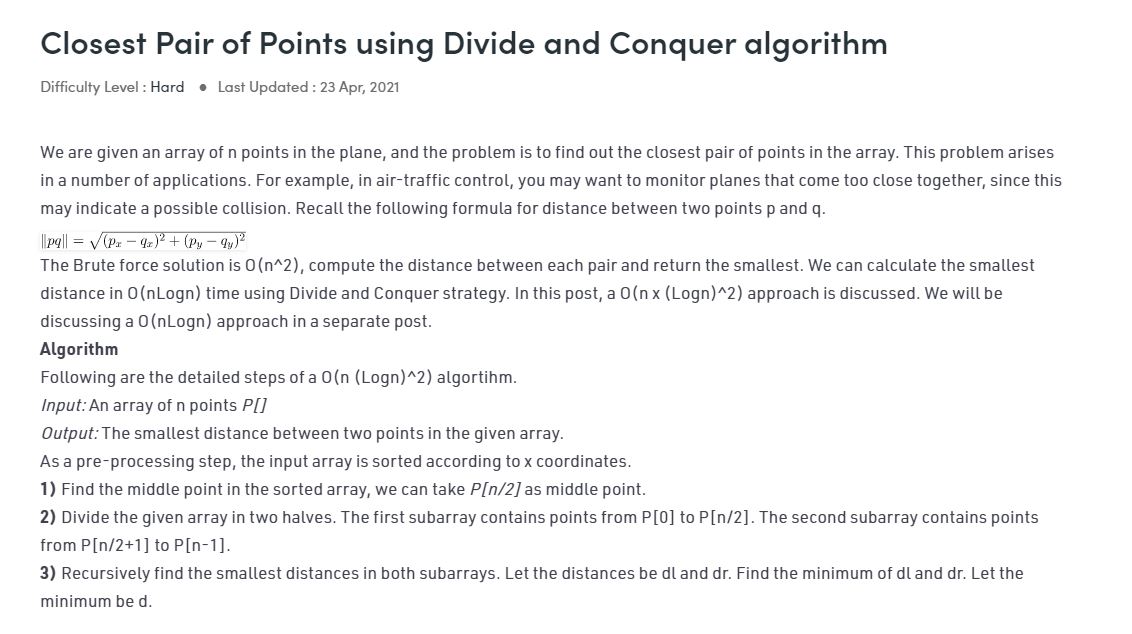 Closest Pair of Points using Divide and Conquer algorithm
Difficulty Level : Hard ● Last Updated : 23 Apr, 2021
We are given an array of n points in the plane, and the problem is to find out the closest pair of points in the array. This problem arises
in a number of applications. For example, in air-traffic control, you may want to monitor planes that come too close together, since this
may indicate a possible collision. Recall the following formula for distance between two points p and q.
‖pq‖ = √(pₓ − qₓ)² + (p_y − q_y)²
The Brute force solution is O(n^2), compute the distance between each pair and return the smallest. We can calculate the smallest
distance in O(nLogn) time using Divide and Conquer strategy. In this post, a O(n x (Logn)^2) approach is discussed. We will be
discussing a O(nLogn) approach in a separate post.
Algorithm
Following are the detailed steps of a O(n (Logn)^2) algortihm.
Input: An array of n points P[]
Output: The smallest distance between two points in the given array.
As a pre-processing step, the input array is sorted according to x coordinates.
1) Find the middle point in the sorted array, we can take P[n/2] as middle point.
2) Divide the given array in two halves. The first subarray contains points from P[0] to P[n/2]. The second subarray contains points
from P[n/2+1] to P[n-1].
3) Recursively find the smallest distances in both subarrays. Let the distances be dl and dr. Find the minimum of dl and dr. Let the
minimum be d.